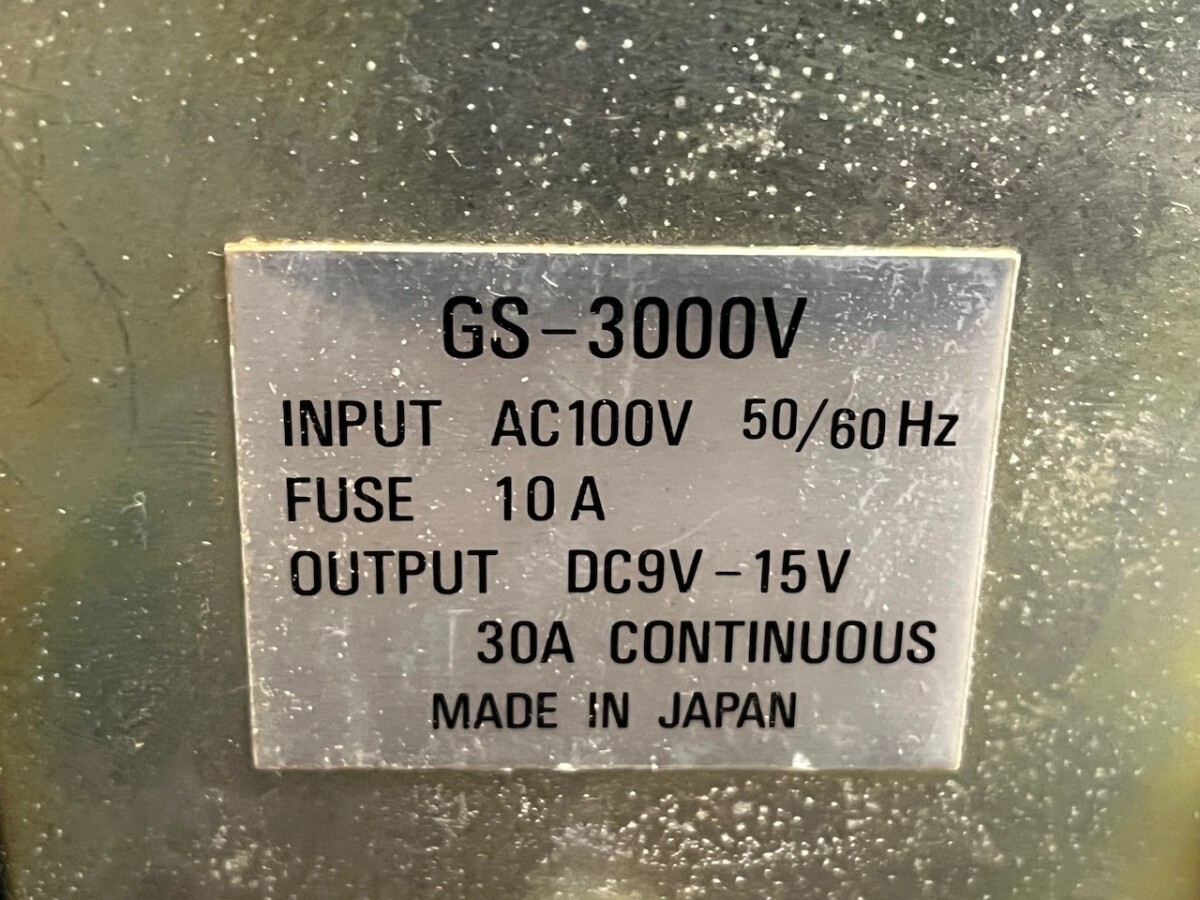 GS-3000V
INPUT AC100V 50/60Hz
FUSE 10A
OUTPUT DC9V-15V
30A CONTINUOUS
MADE IN JAPAN